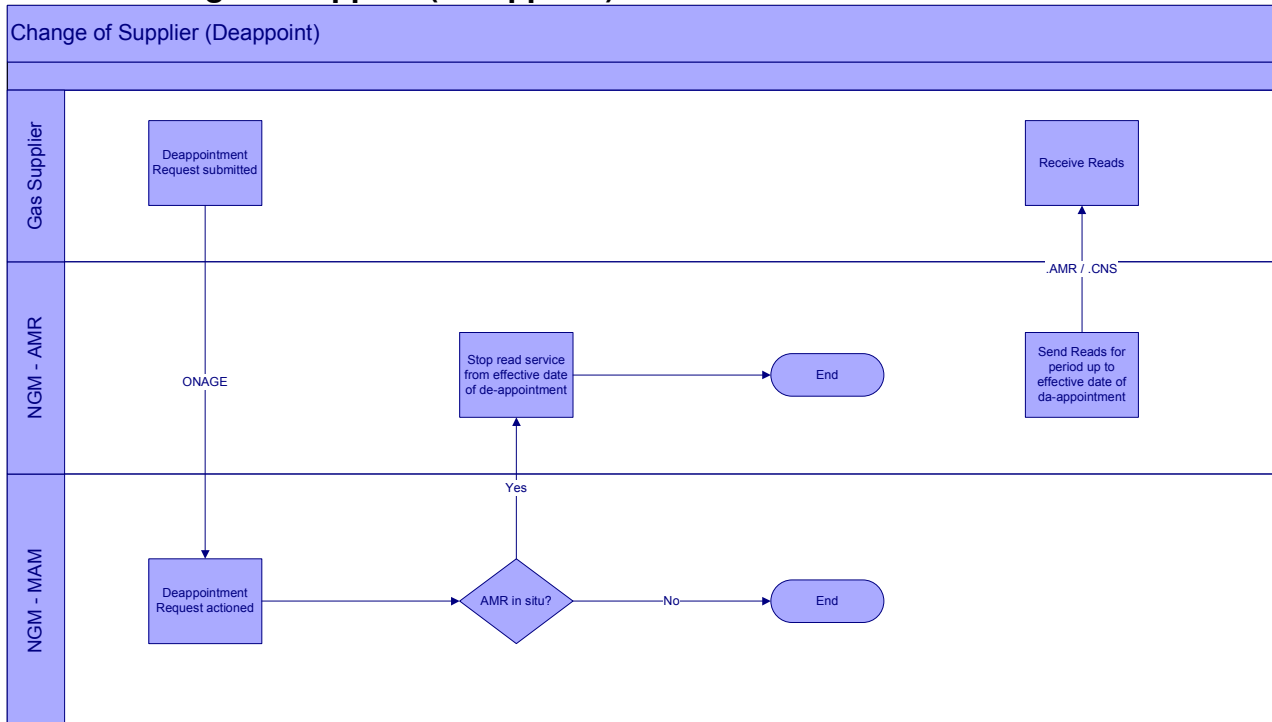 Change of Supplier (Deappoint)
Gas Supplier
Deappointment
Request submitted
Receive Reads
.AMR / .CNS
NGM - AMR
ONAGE
Stop read service
from effective date
of de-appointment
End
Send Reads for
period up to
effective date of
da-appointment
Yes
NGM - MAM
Deappointment
Request actioned
AMR in situ?
No
End